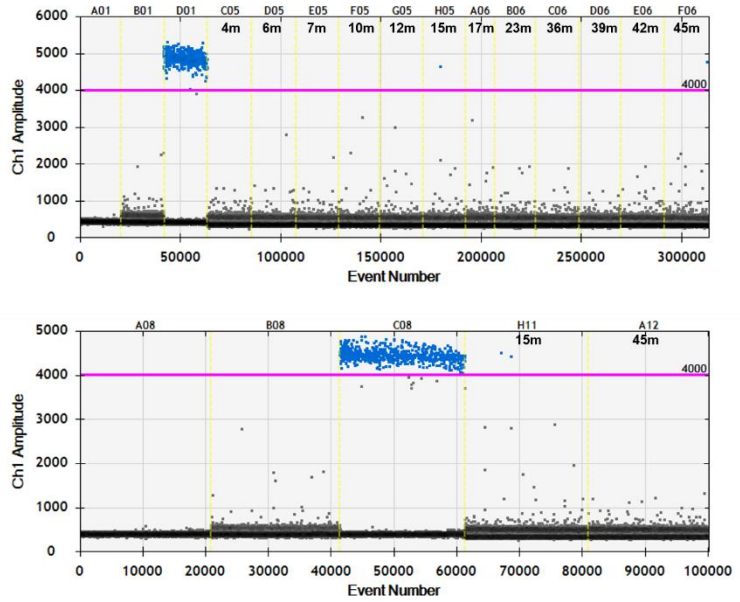 A01 B01 D01 C05 D05 E05 F05 G05 H05 A06 B06 C06 D06 E06 F06
4m 6m 7m 10m 12m 15m 17m 23m 36m 39m 42m 45m
6000
5000
4000
4000
3000
2000
1000
0
Ch1 Amplitude
0 50000 100000 150000 200000 250000 300000
Event Number
A08 B08 C08 H11 A12
15m 45m
5000
4000
4000
3000
2000
1000
0
Ch1 Amplitude
0 10000 20000 30000 40000 50000 60000 70000 80000 90000 100000
Event Number